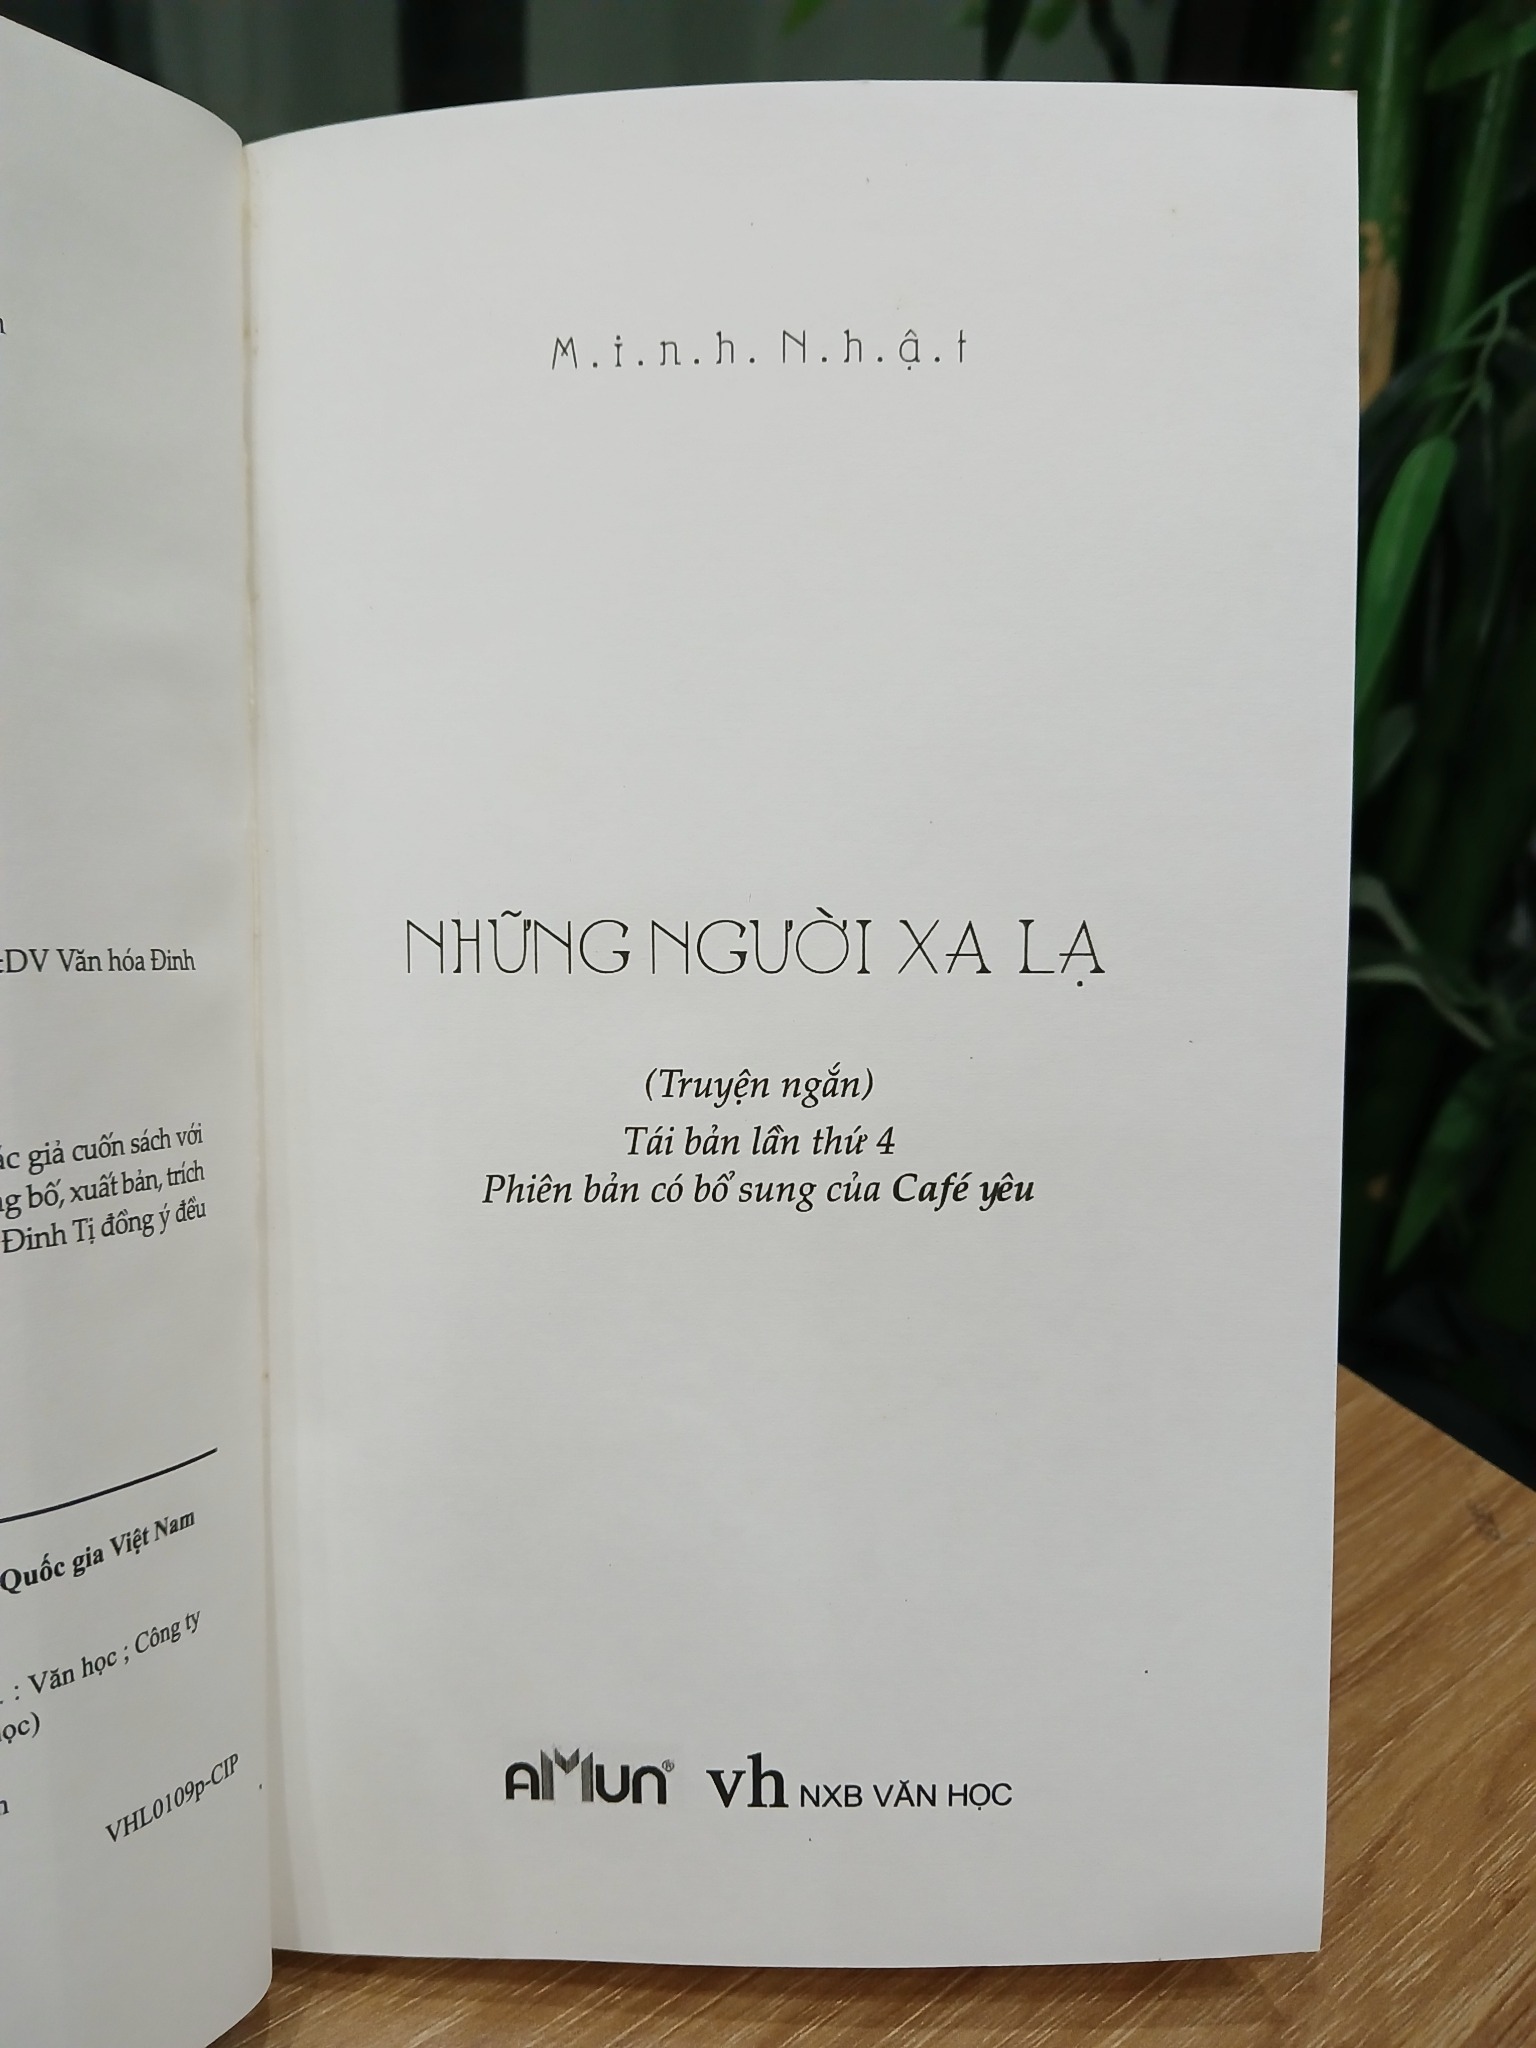 DV Văn hóa Đinh
giả cuốn sách với
bố, xuất bản, trích
Đinh Tị đồng ý đều
Quốc gia Việt Nam
: Văn học ; Công ty
VHL0109p-CIP
M.i.n.h. N.h.ậ.t
NHỮNG NGƯỜI XA LẠ
(Truyện ngắn)
Tái bản lần thứ 4
Phiên bản có bổ sung của Café yêu
AMUN® vh NXB VĂN HỌC